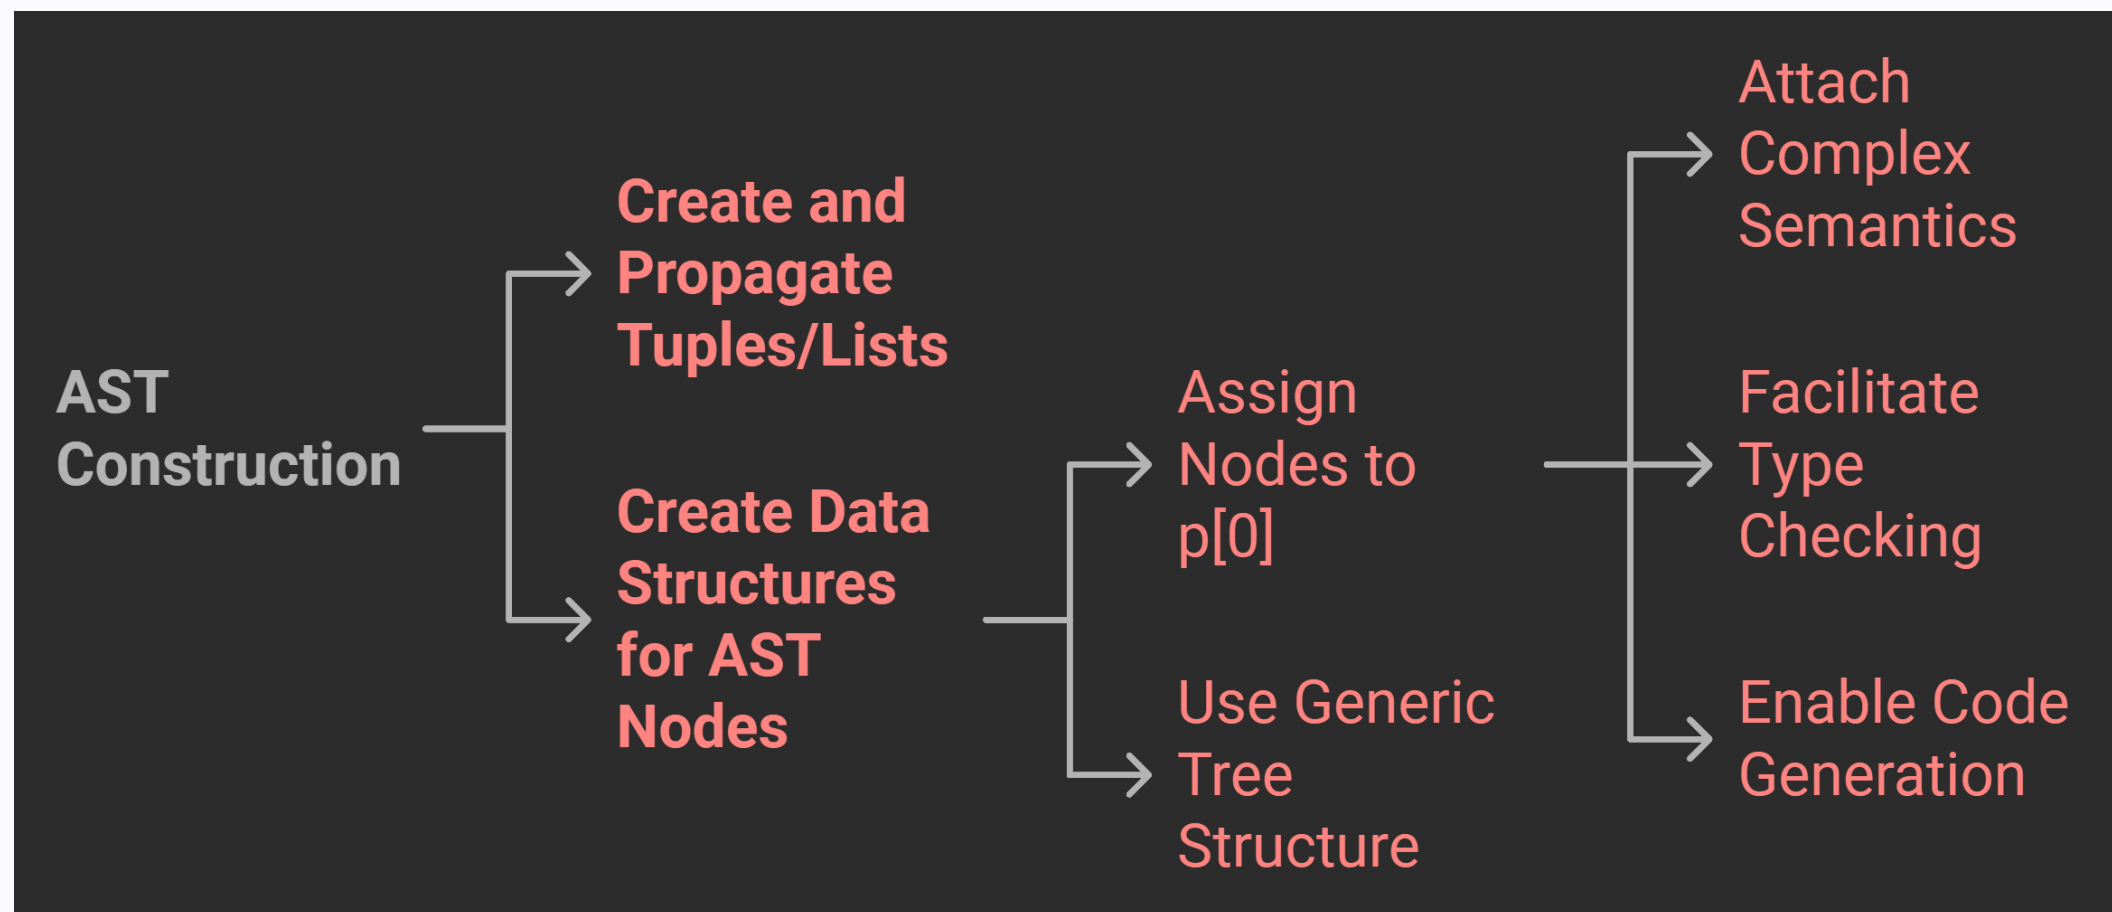 AST
Construction
Create and
Propagate
Tuples/Lists
Create Data
Structures
for AST
Nodes
Assign
Nodes to
p[0]
Use Generic
Tree
Structure
Attach
Complex
Semantics
Facilitate
Type
Checking
Enable Code
Generation